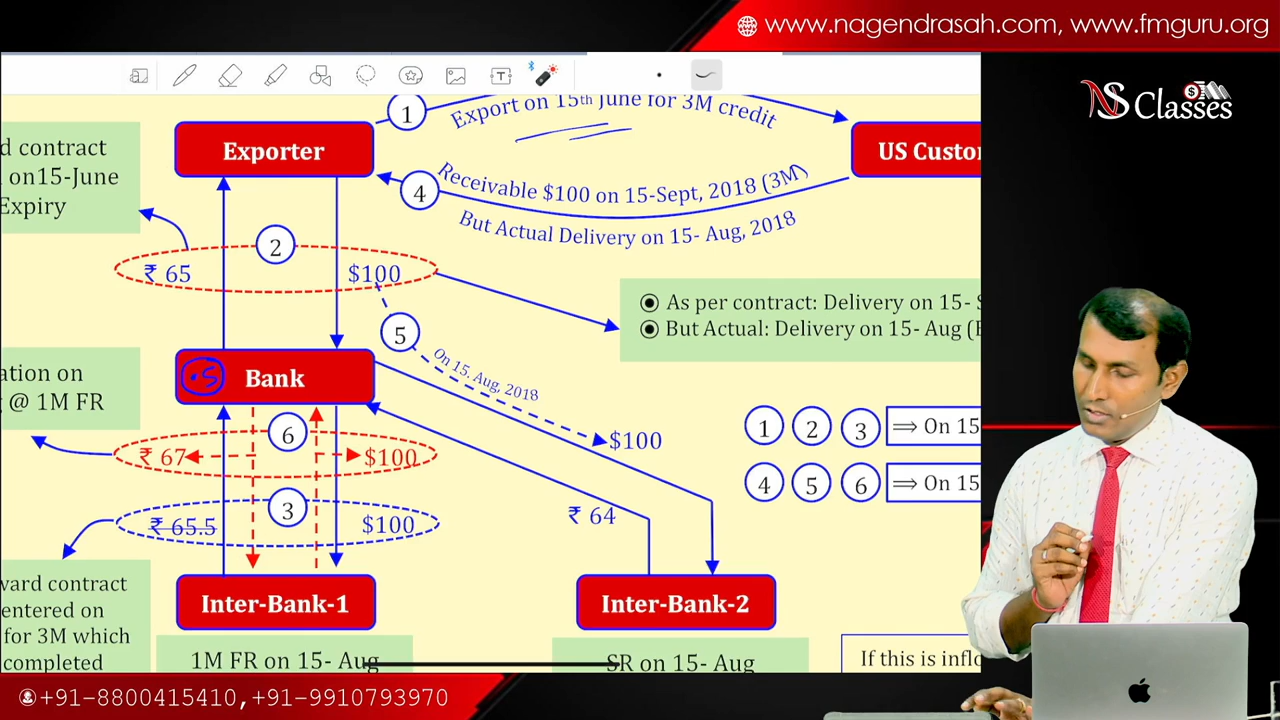 www.nagendrasah.com, www.fmguru.org
NS Classes
1
Export on 15th June for 3M credit
d contract
on15-June
Expiry
Exporter
US Custo
4
Receivable $100 on 15-Sept, 2018 (3M)
But Actual Delivery on 15- Aug, 2018
2
₹ 65
$100
As per contract: Delivery on 15-
But Actual: Delivery on 15- Aug (
5
On 15, Aug, 2018
ation on
@ 1M FR
.5 Bank
$100
6
₹ 67
$100
1 2 3 ⟹ On 15
4 5 6 ⟹ On 15
3
₹ 65.5
$100
₹ 64
ward contract
entered on
for 3M which
completed
Inter-Bank-1
Inter-Bank-2
1M FR on 15- Aug
SR on 15- Aug
If this is inflo
+91-8800415410,+91-9910793970